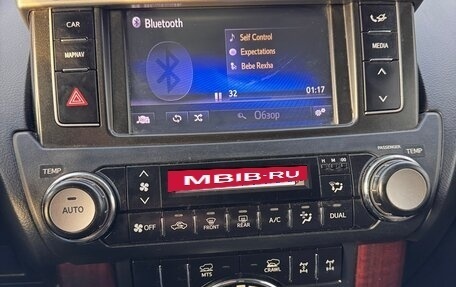 CAR
MAP/NAV
Bluetooth
Self Control
Expectations
Bebe Rexha
32
01:17
Обзор
MEDIA
TEMP
PASSENGER
TEMP
AUTO
MBIB-RU
H M
OFF
FRONT
REAR
A/C
DUAL
MTS
CRAWL